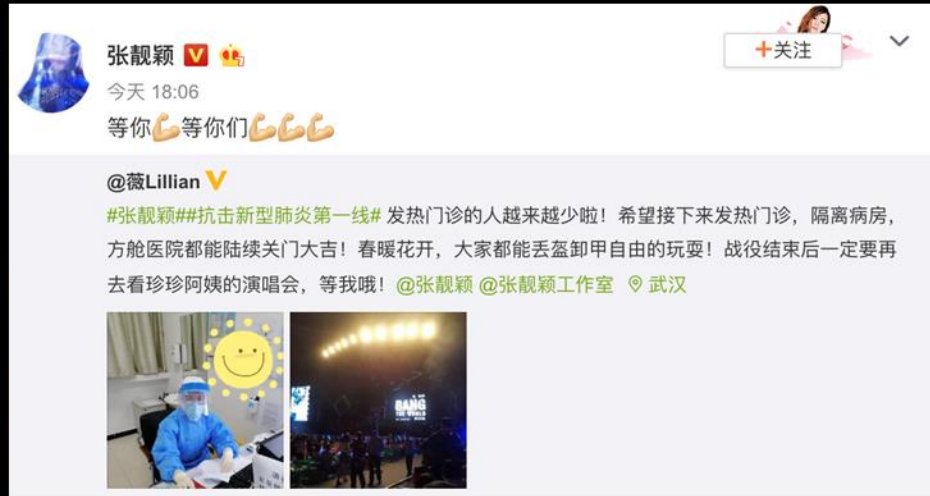 张靓颖
+关注
今天 18:06
等你💪等你们💪💪💪
@薇Lillian
#张靓颖##抗击新型肺炎第一线# 发热门诊的人越来越少啦！希望接下来发热门诊，隔离病房，
方舱医院都能陆续关门大吉！春暖花开，大家都能丢盔卸甲自由的玩耍！战役结束后一定要再
去看珍珍阿姨的演唱会，等我哦！@张靓颖 @张靓颖工作室 武汉
BANG
THE WORLD